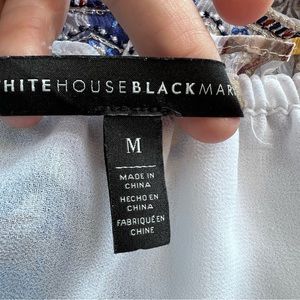 HITEHOUSEBLACKMAR
M
MADE IN
CHINA
HECHO EN
CHINA
FABRIQUÉ EN
CHINE